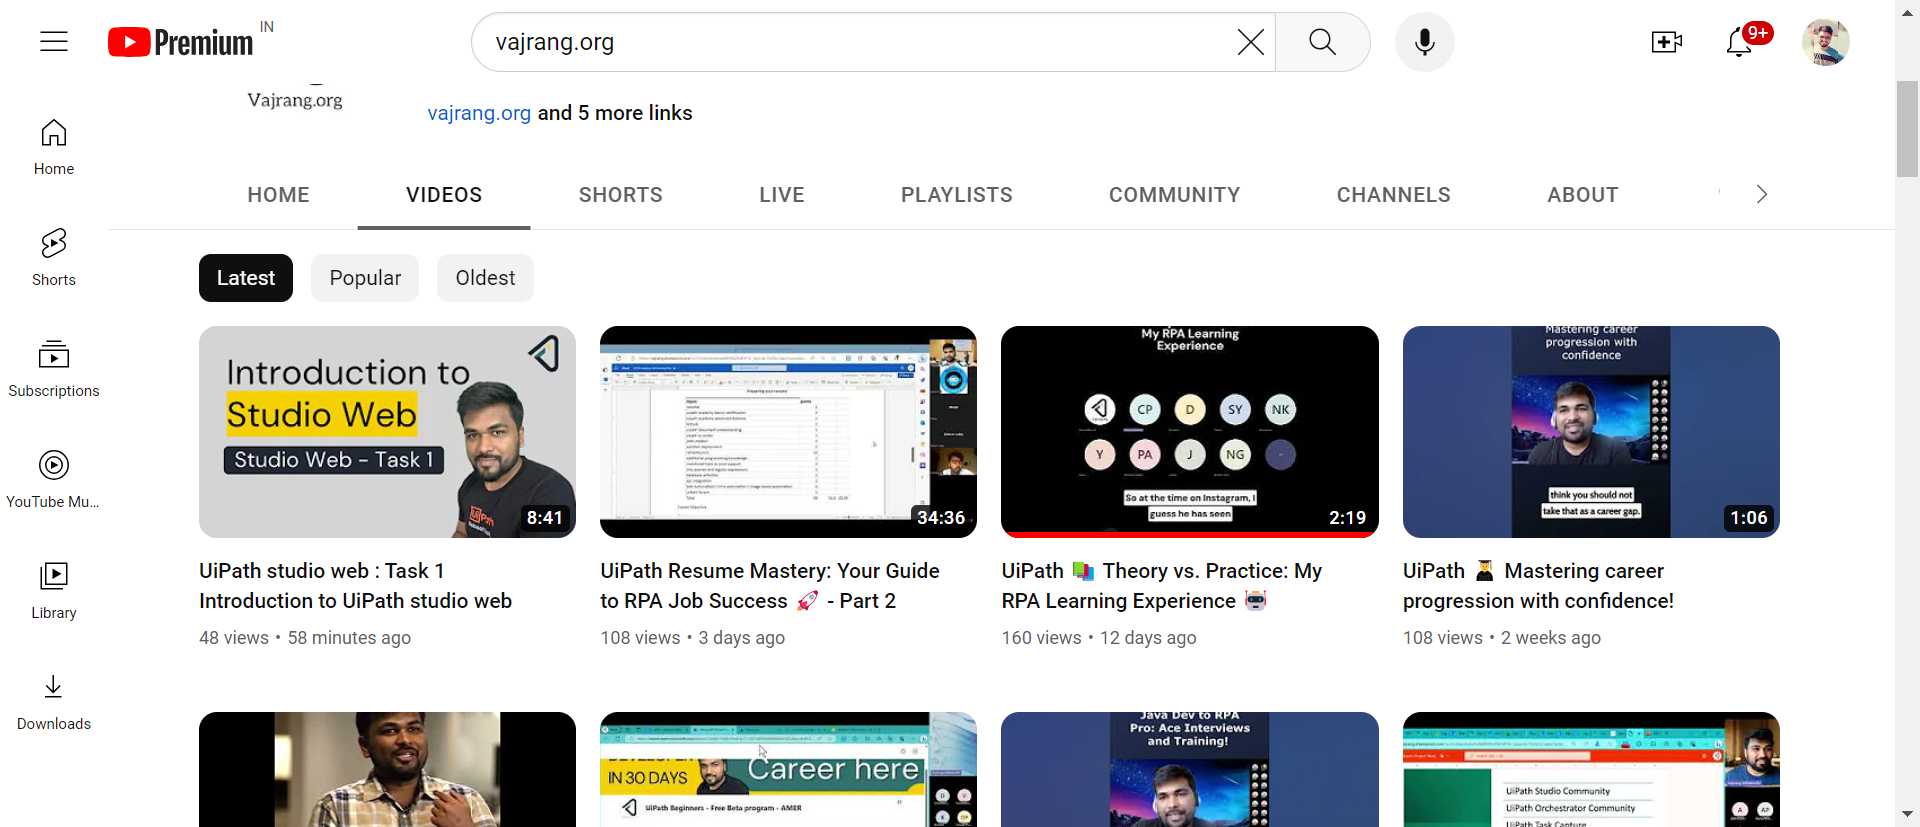 Premium IN
vajrang.org
9+
Vajrang.org
vajrang.org and 5 more links
HOME
VIDEOS
SHORTS
LIVE
PLAYLISTS
COMMUNITY
CHANNELS
ABOUT
Home
Shorts
Subscriptions
YouTube Mu...
Library
Downloads
Latest
Popular
Oldest
Introduction to
Studio Web
Studio Web - Task 1
UiPath
8:41
UiPath studio web : Task 1
Introduction to UiPath studio web
48 views • 58 minutes ago
34:36
UiPath Resume Mastery: Your Guide
to RPA Job Success 🚀 - Part 2
108 views • 3 days ago
My RPA Learning
Experience
CP
D
SY
NK
Y
PA
J
NG
So at the time on Instagram, I
guess he has seen
2:19
UiPath 📚 Theory vs. Practice: My
RPA Learning Experience 🤖
160 views • 12 days ago
Mastering career
progression with
confidence
think you should not
take that as a career gap.
1:06
UiPath 👨‍🎓 Mastering career
progression with confidence!
108 views • 2 weeks ago
DEVELOPER
IN 30 DAYS
Career here
UiPath Beginners - Free Beta program - AMER
Java Dev to RPA
Pro: Ace Interviews
and Training!
UiPath Studio Community
UiPath Orchestrator Community
UiPath Task Capture
A
AP